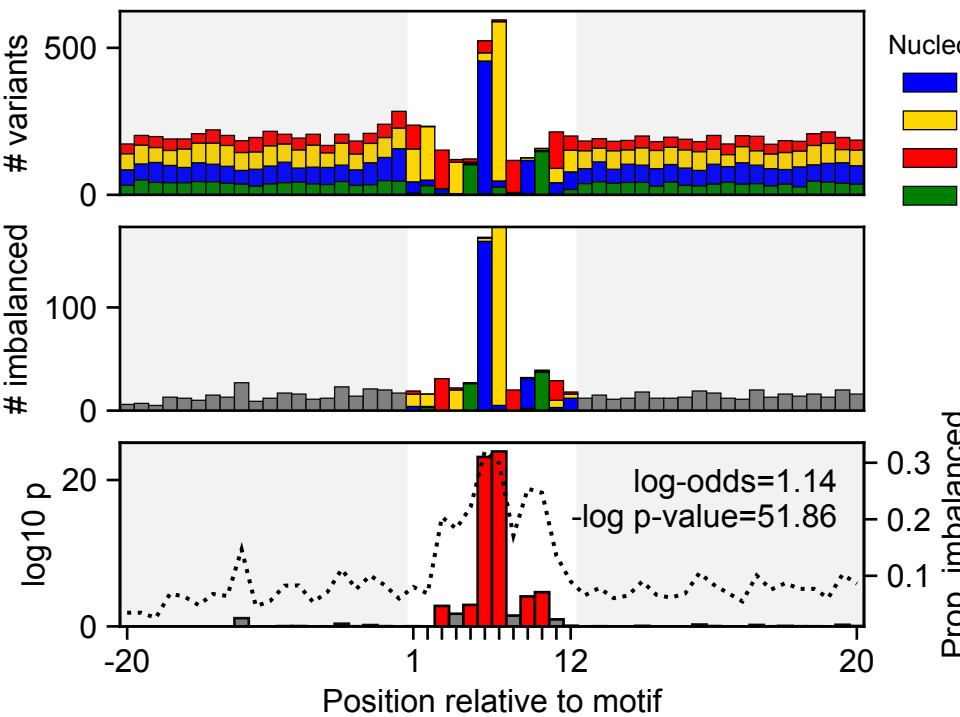 500
# variants
0
Nucleo
100
# imbalanced
0
20
log10 p
0
log-odds=1.14
-log p-value=51.86
0.3
0.2
0.1
Prop. imbalanced
-20
1
12
20
Position relative to motif